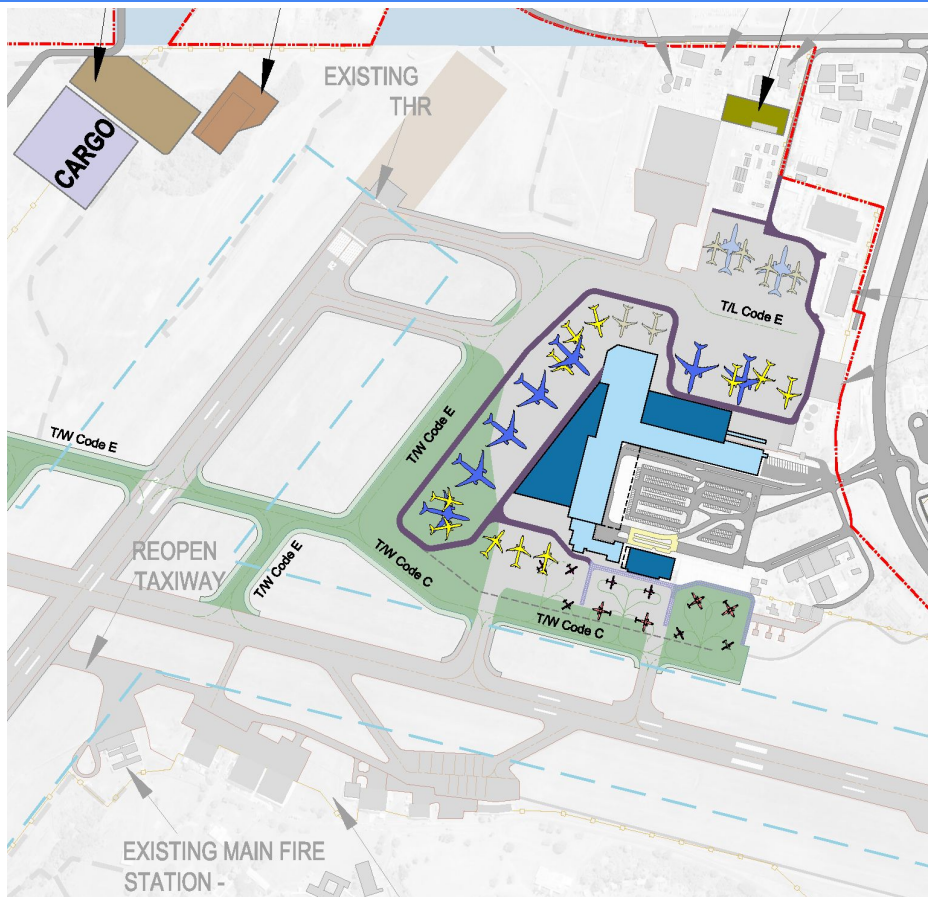 EXISTING
THR
CARGO
T/L Code E
T/W Code E
T/W Code E
REOPEN
TAXIWAY
T/W Code E
T/W Code C
T/W Code C
EXISTING MAIN FIRE
STATION -